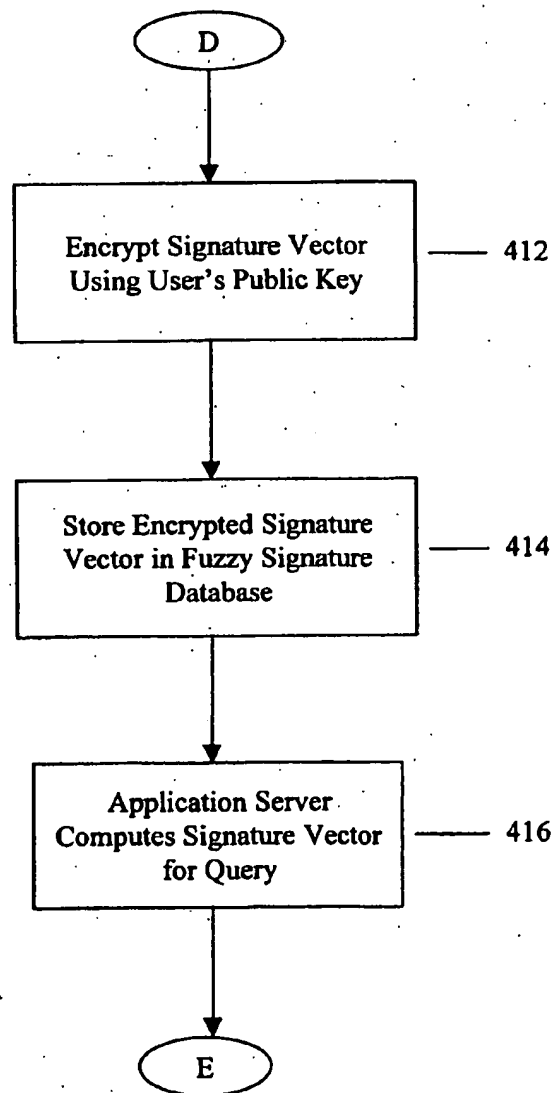 D
Encrypt Signature Vector
Using User's Public Key
412
Store Encrypted Signature
Vector in Fuzzy Signature
Database
414
Application Server
Computes Signature Vector
for Query
416
E